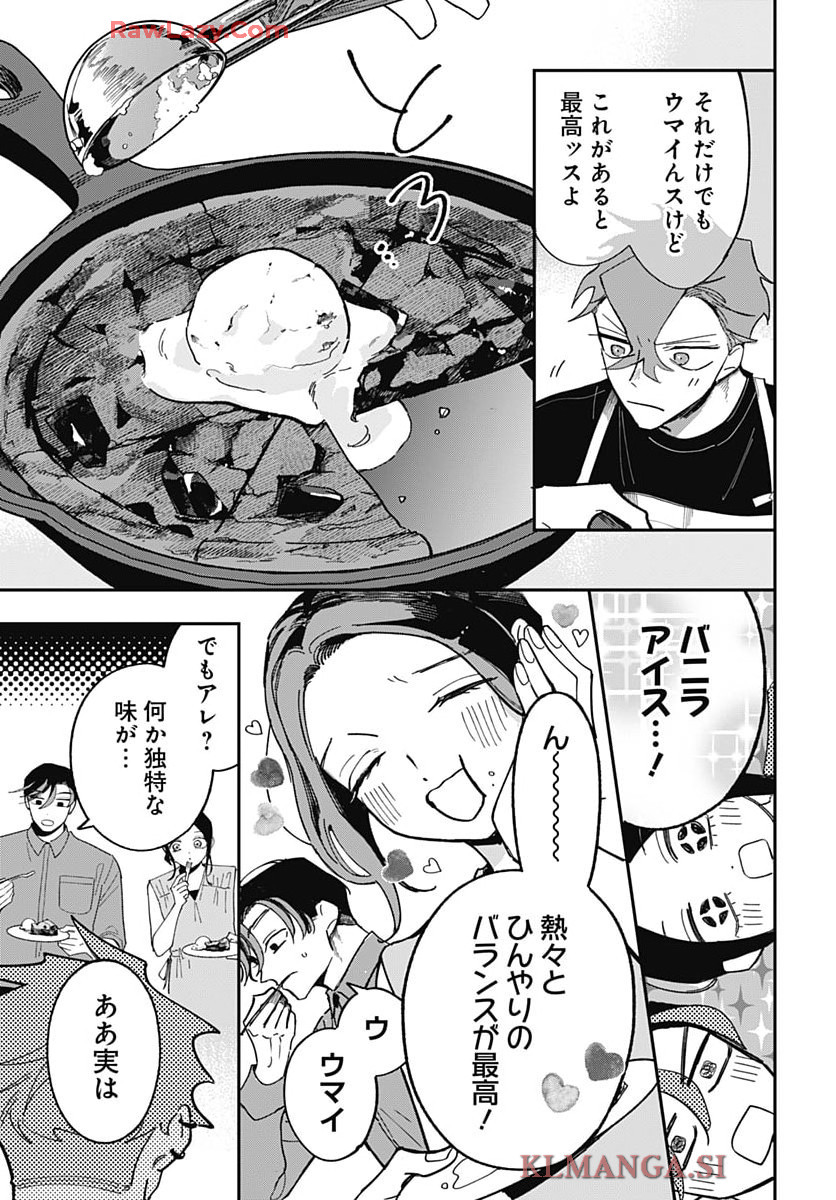 RawLazy.Com
それだけでも
ウマいんスけど
これがあると
最高ッスよ
む…
バニラ
アイス…!
ん〜〜〜
熱々と
ひんやりの
バランスが最高!
ウ
ウマイ
でもアレ?
何か独特な
味が…
ああ実は
KLMANGA.SI